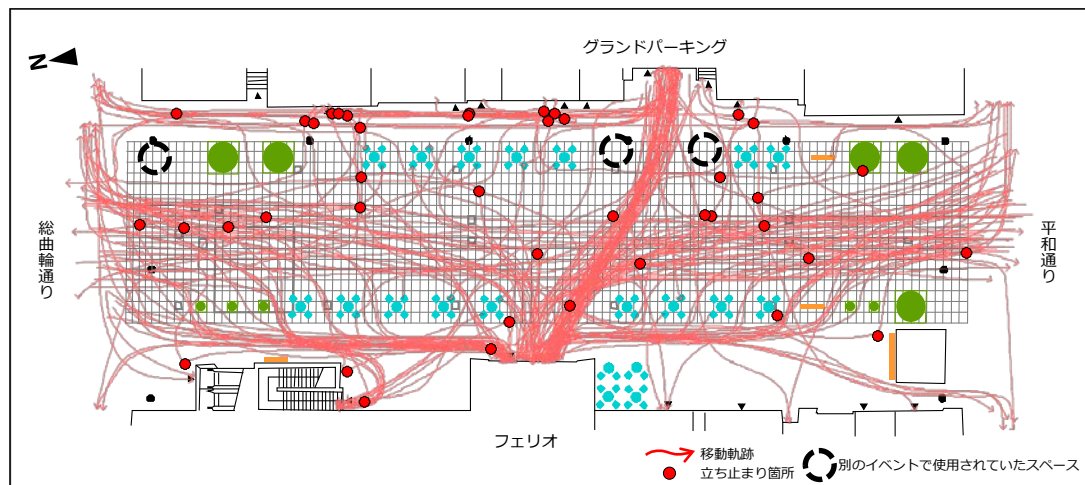 グランドパーキング
N
総曲輪通り
平和通り
フェリオ
移動軌跡
立ち止まり箇所
別のイベントで使用されていたスペース